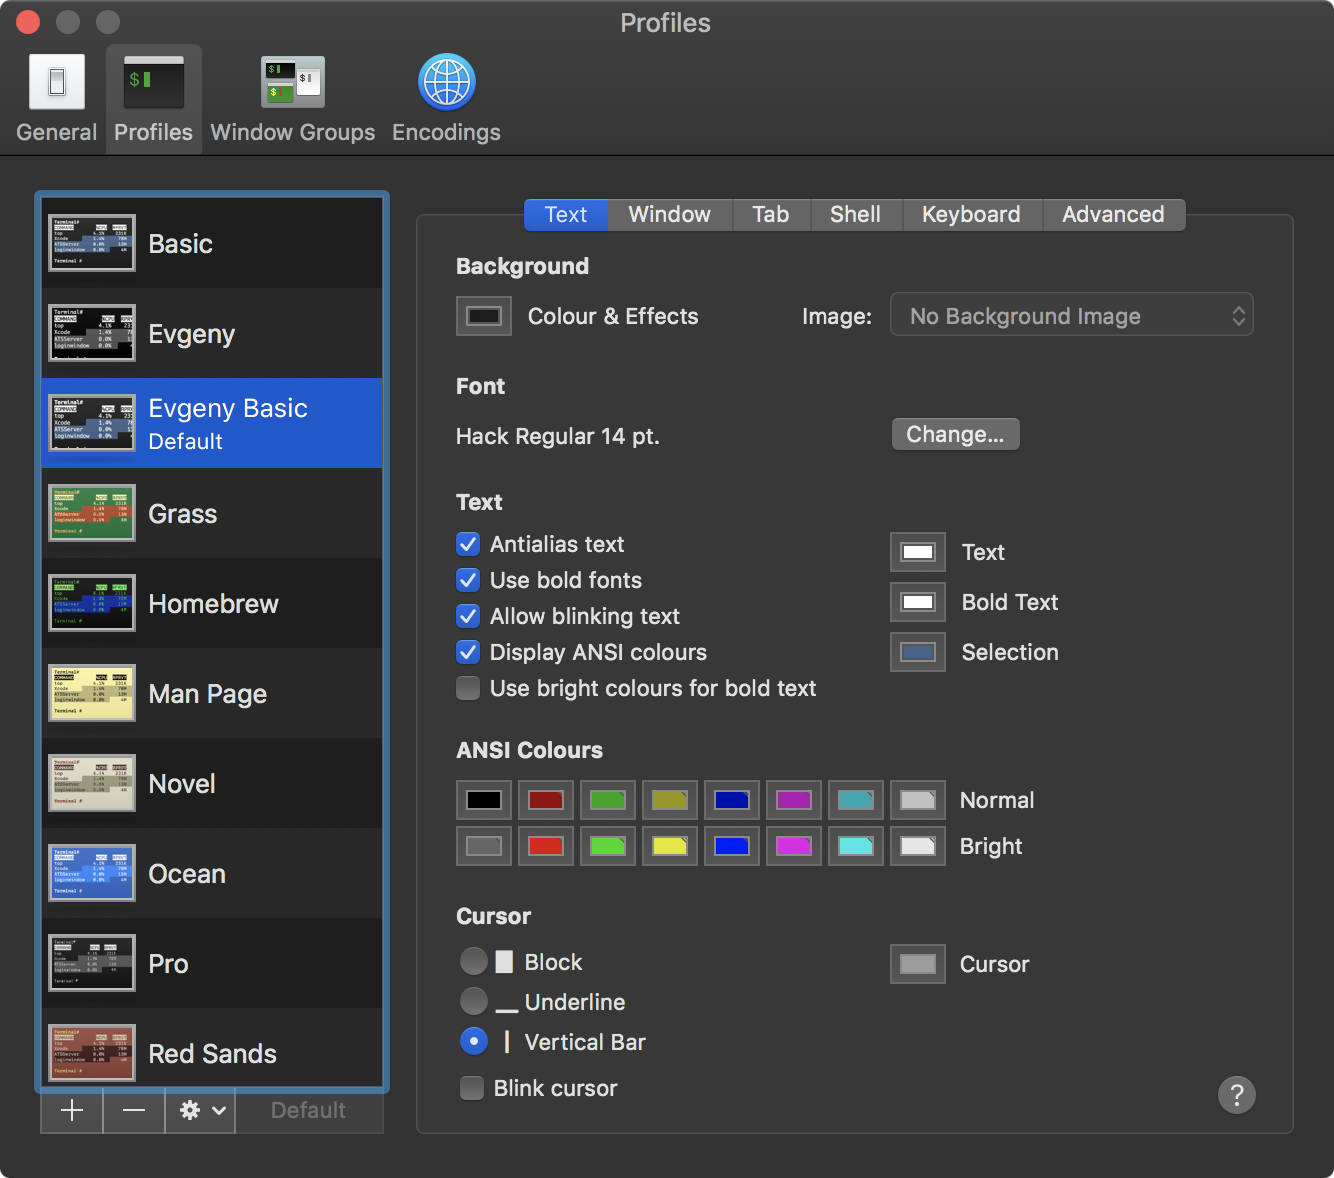 Profiles
General
Profiles
Window Groups
Encodings
Basic
Evgeny
Evgeny Basic
Default
Grass
Homebrew
Man Page
Novel
Ocean
Pro
Red Sands
Default
Text
Window
Tab
Shell
Keyboard
Advanced
Background
Colour & Effects
Image:
No Background Image
Font
Hack Regular 14 pt.
Change...
Text
Antialias text
Use bold fonts
Allow blinking text
Display ANSI colours
Use bright colours for bold text
Text
Bold Text
Selection
ANSI Colours
Normal
Bright
Cursor
Block
Underline
Vertical Bar
Blink cursor
Cursor
?